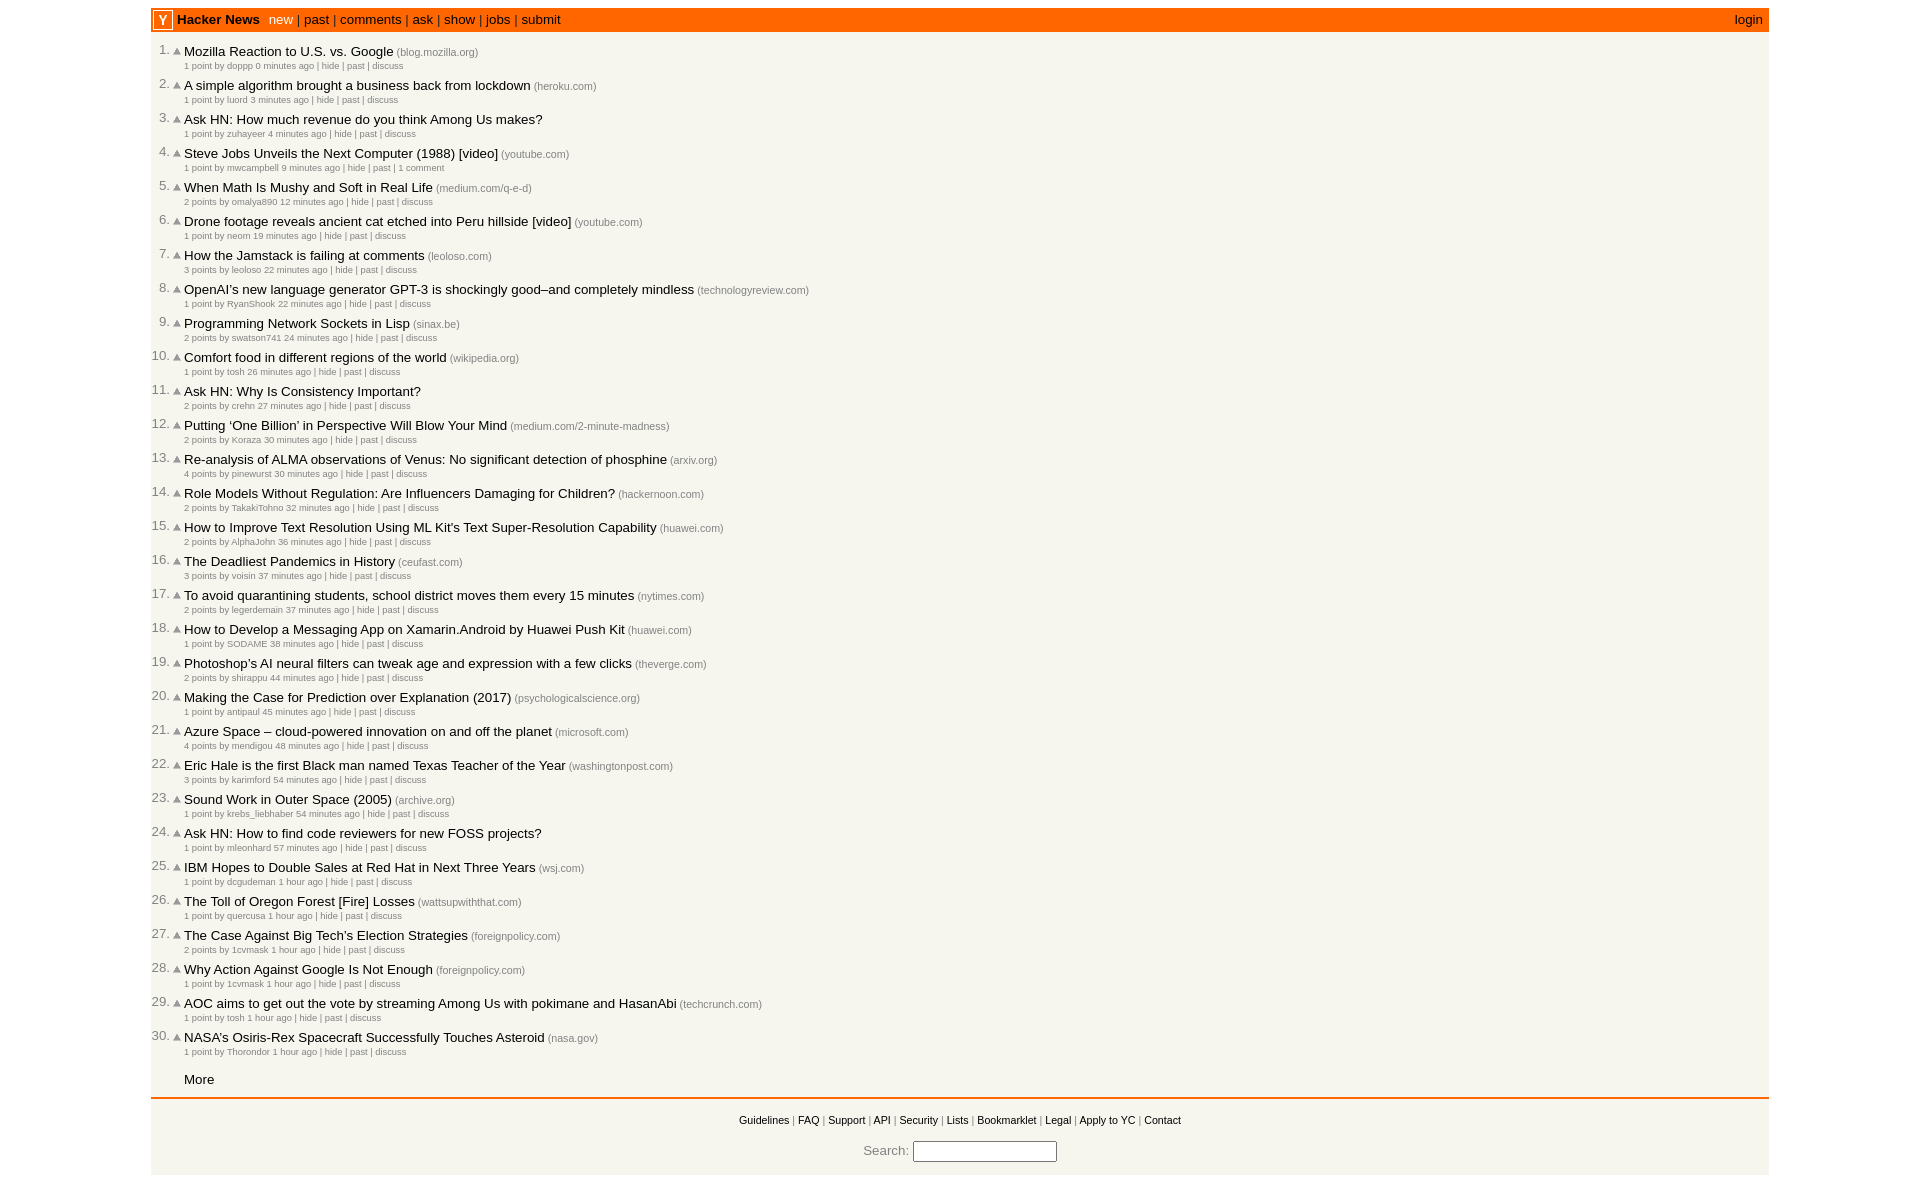 Y Hacker News new | past | comments | ask | show | jobs | submit login
1. Mozilla Reaction to U.S. vs. Google (blog.mozilla.org)
1 point by doppp 0 minutes ago | hide | past | discuss
2. A simple algorithm brought a business back from lockdown (heroku.com)
1 point by luord 3 minutes ago | hide | past | discuss
3. Ask HN: How much revenue do you think Among Us makes?
1 point by zuhayeer 4 minutes ago | hide | past | discuss
4. Steve Jobs Unveils the Next Computer (1988) [video] (youtube.com)
1 point by mwcampbell 9 minutes ago | hide | past | 1 comment
5. When Math Is Mushy and Soft in Real Life (medium.com/q-e-d)
2 points by omalya890 12 minutes ago | hide | past | discuss
6. Drone footage reveals ancient cat etched into Peru hillside [video] (youtube.com)
1 point by neom 19 minutes ago | hide | past | discuss
7. How the Jamstack is failing at comments (leoloso.com)
3 points by leoloso 22 minutes ago | hide | past | discuss
8. OpenAI’s new language generator GPT-3 is shockingly good–and completely mindless (technologyreview.com)
1 point by RyanShook 22 minutes ago | hide | past | discuss
9. Programming Network Sockets in Lisp (sinax.be)
2 points by swatson741 24 minutes ago | hide | past | discuss
10. Comfort food in different regions of the world (wikipedia.org)
1 point by tosh 26 minutes ago | hide | past | discuss
11. Ask HN: Why Is Consistency Important?
2 points by crehn 27 minutes ago | hide | past | discuss
12. Putting ‘One Billion’ in Perspective Will Blow Your Mind (medium.com/2-minute-madness)
2 points by Koraza 30 minutes ago | hide | past | discuss
13. Re-analysis of ALMA observations of Venus: No significant detection of phosphine (arxiv.org)
4 points by pinewurst 30 minutes ago | hide | past | discuss
14. Role Models Without Regulation: Are Influencers Damaging for Children? (hackernoon.com)
2 points by TakakiTohno 32 minutes ago | hide | past | discuss
15. How to Improve Text Resolution Using ML Kit's Text Super-Resolution Capability (huawei.com)
2 points by AlphaJohn 36 minutes ago | hide | past | discuss
16. The Deadliest Pandemics in History (ceufast.com)
3 points by voisin 37 minutes ago | hide | past | discuss
17. To avoid quarantining students, school district moves them every 15 minutes (nytimes.com)
2 points by legerdemain 37 minutes ago | hide | past | discuss
18. How to Develop a Messaging App on Xamarin.Android by Huawei Push Kit (huawei.com)
1 point by SODAME 38 minutes ago | hide | past | discuss
19. Photoshop’s AI neural filters can tweak age and expression with a few clicks (theverge.com)
2 points by shirappu 44 minutes ago | hide | past | discuss
20. Making the Case for Prediction over Explanation (2017) (psychologicalscience.org)
1 point by antipaul 45 minutes ago | hide | past | discuss
21. Azure Space – cloud-powered innovation on and off the planet (microsoft.com)
4 points by mendigou 48 minutes ago | hide | past | discuss
22. Eric Hale is the first Black man named Texas Teacher of the Year (washingtonpost.com)
3 points by karimford 54 minutes ago | hide | past | discuss
23. Sound Work in Outer Space (2005) (archive.org)
1 point by krebs_liebhaber 54 minutes ago | hide | past | discuss
24. Ask HN: How to find code reviewers for new FOSS projects?
1 point by mleonhard 57 minutes ago | hide | past | discuss
25. IBM Hopes to Double Sales at Red Hat in Next Three Years (wsj.com)
1 point by dcgudeman 1 hour ago | hide | past | discuss
26. The Toll of Oregon Forest [Fire] Losses (wattsupwiththat.com)
1 point by quercusa 1 hour ago | hide | past | discuss
27. The Case Against Big Tech’s Election Strategies (foreignpolicy.com)
2 points by 1cvmask 1 hour ago | hide | past | discuss
28. Why Action Against Google Is Not Enough (foreignpolicy.com)
1 point by 1cvmask 1 hour ago | hide | past | discuss
29. AOC aims to get out the vote by streaming Among Us with pokimane and HasanAbi (techcrunch.com)
1 point by tosh 1 hour ago | hide | past | discuss
30. NASA’s Osiris-Rex Spacecraft Successfully Touches Asteroid (nasa.gov)
1 point by Thorondor 1 hour ago | hide | past | discuss
More
Guidelines | FAQ | Support | API | Security | Lists | Bookmarklet | Legal | Apply to YC | Contact
Search: